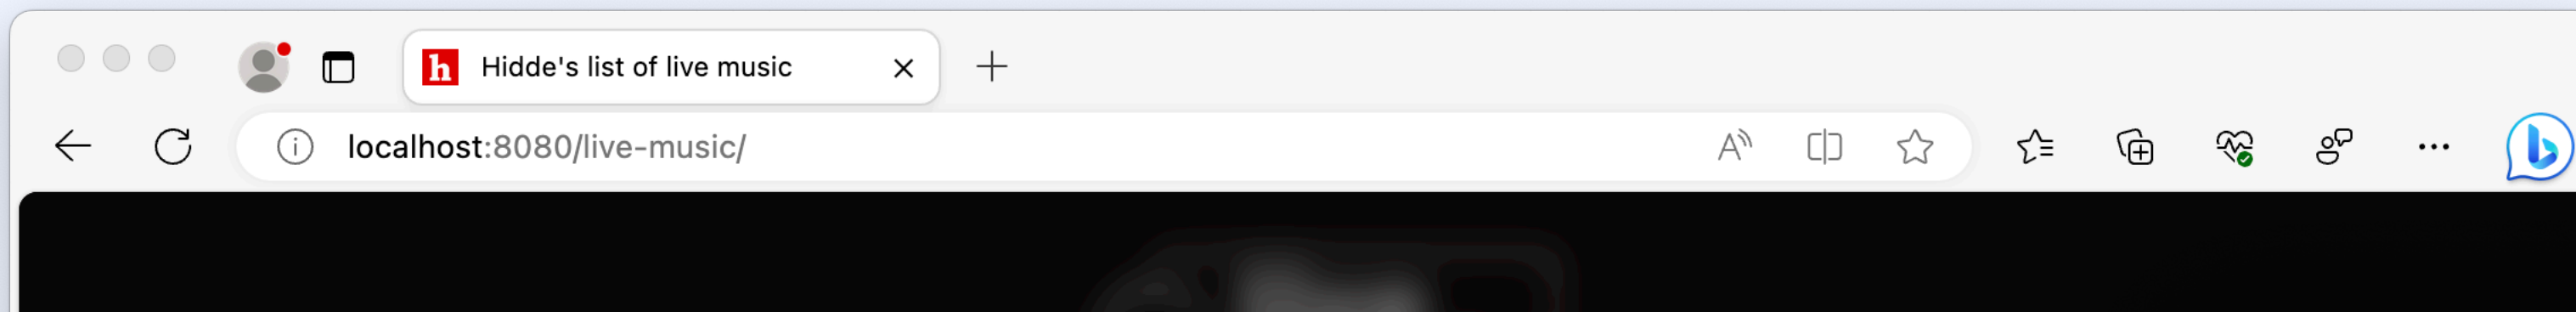 h Hidde's list of live music
localhost:8080/live-music/